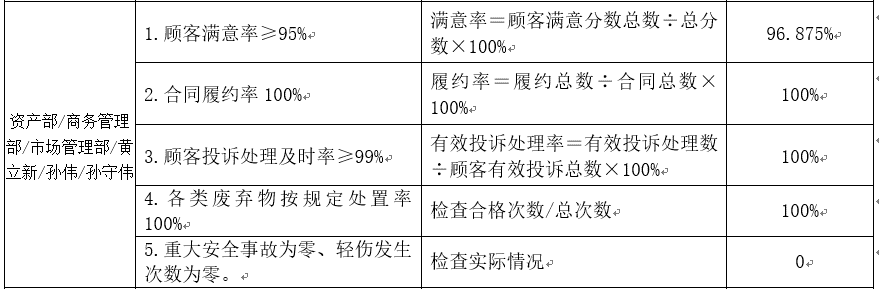 资产部/商务管理
部/市场管理部/黄
立新/孙伟/孙守伟
1.顾客满意率≥95%
满意率＝顾客满意分数总数÷总分
数×100%
96.875%
2.合同履约率 100%
履约率＝履约总数÷合同总数×
100%
100%
3.顾客投诉处理及时率≥99%
有效投诉处理率＝有效投诉处理数
÷顾客有效投诉总数×100%
100%
4.各类废弃物按规定处置率
100%
检查合格次数/总次数
100%
5.重大安全事故为零、轻伤发生
次数为零。
检查实际情况
0